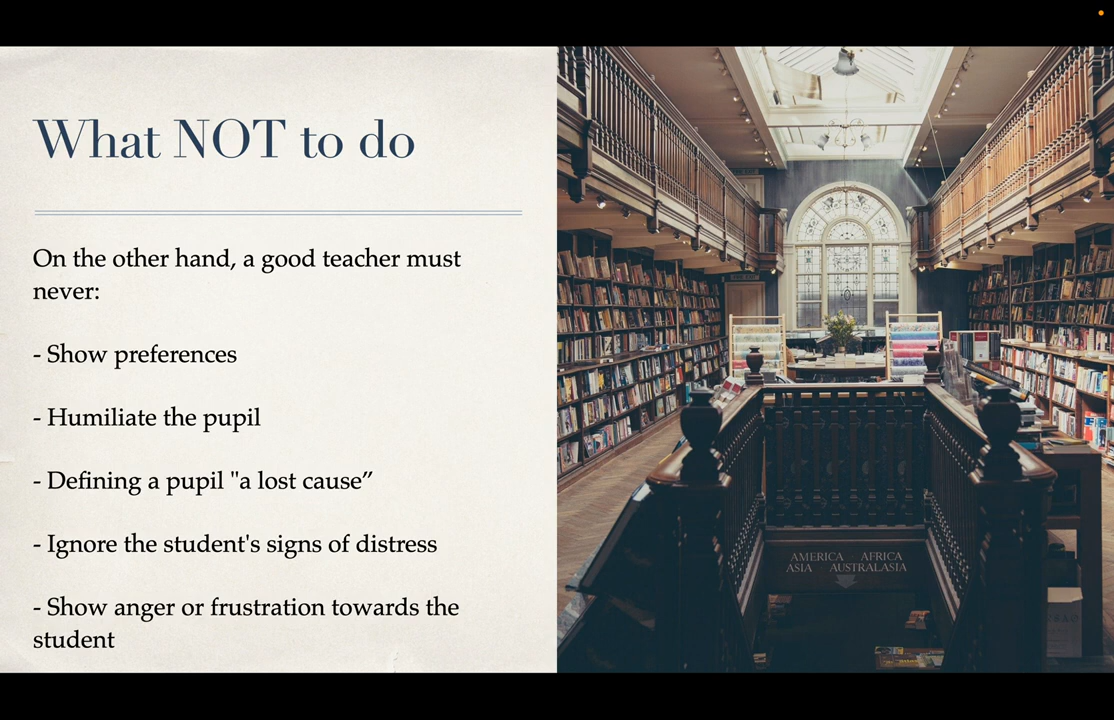 What NOT to do
On the other hand, a good teacher must
never:
- Show preferences
- Humiliate the pupil
- Defining a pupil "a lost cause”
- Ignore the student's signs of distress
- Show anger or frustration towards the
student
AMERICA AFRICA
ASIA AUSTRALASIA